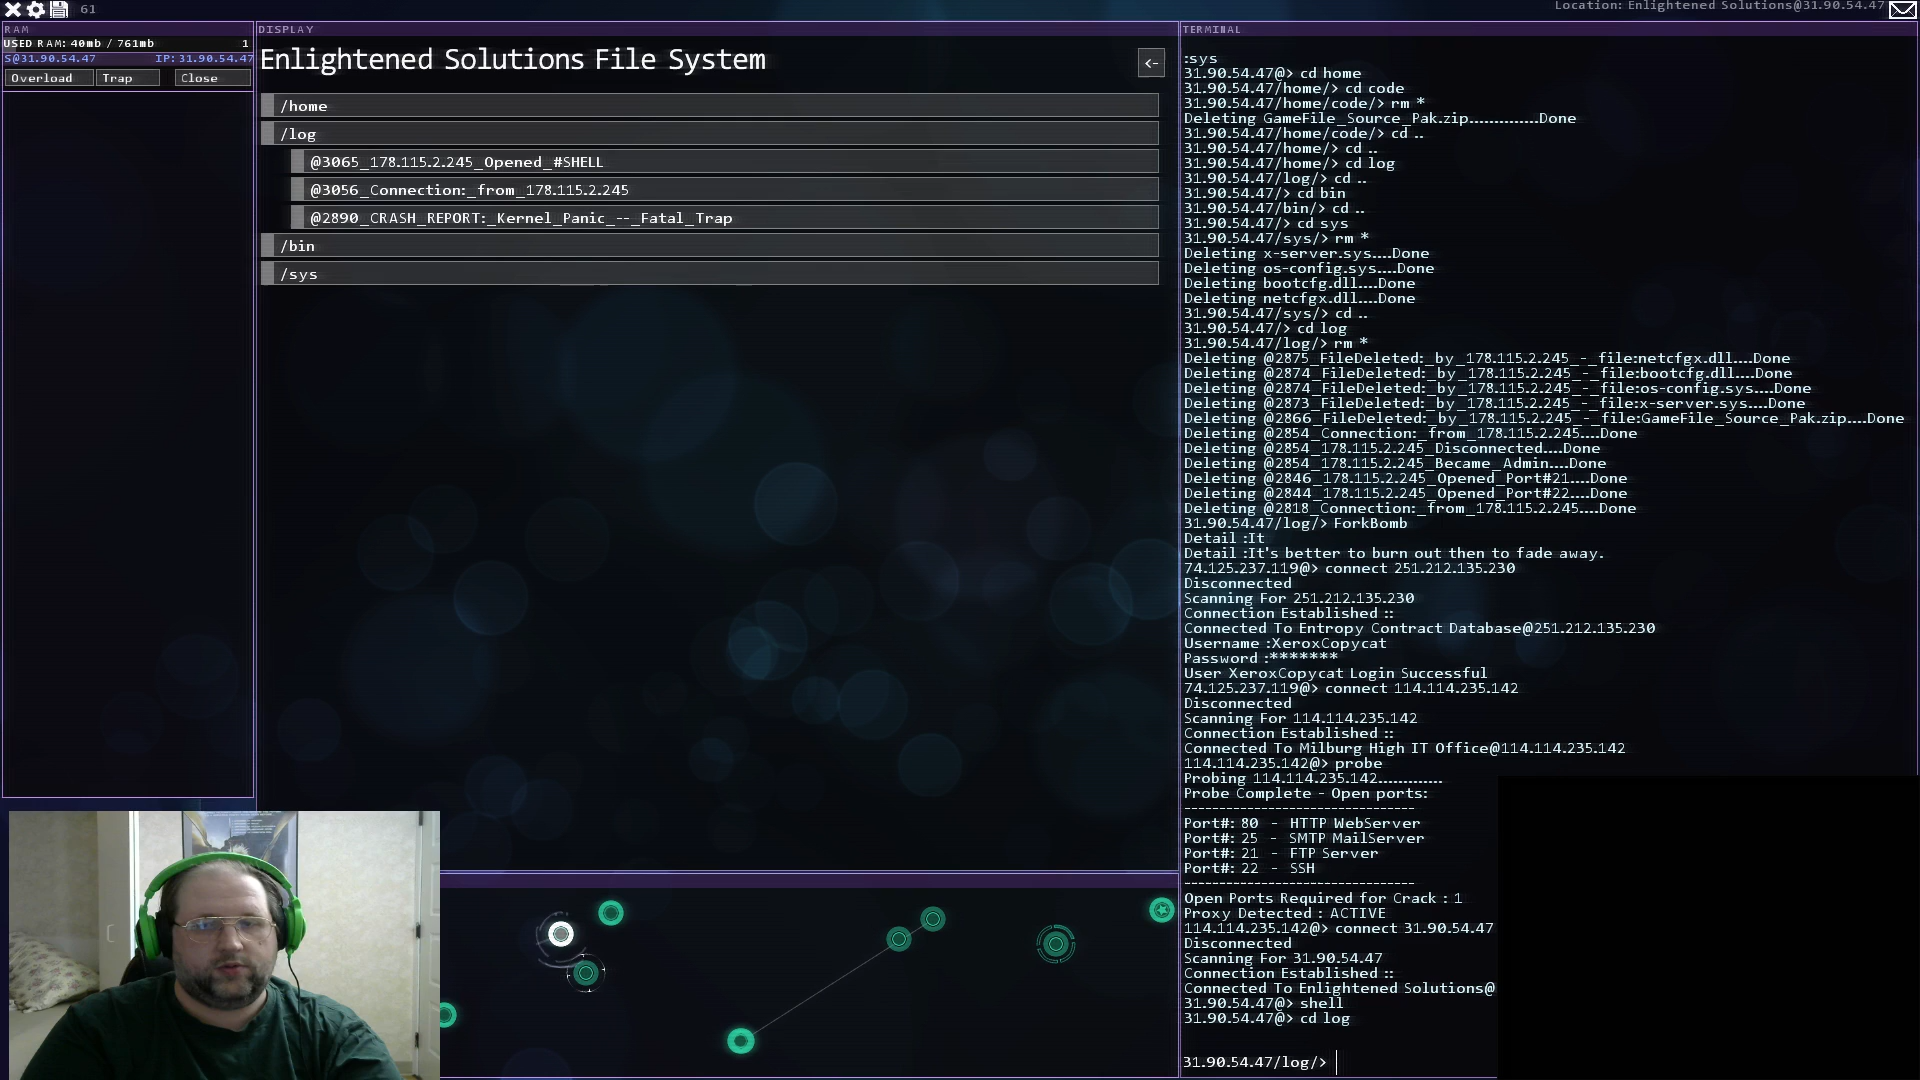 61
Location: Enlightened Solutions@31.90.54.47
RAM
USED RAM: 40mb / 761mb 1
S@31.90.54.47 IP: 31.90.54.47
Overload Trap Close
DISPLAY
Enlightened Solutions File System
<-
/home
/log
@3065_178.115.2.245_Opened_#SHELL
@3056_Connection:_from_178.115.2.245
@2890_CRASH_REPORT:_Kernel_Panic_--_Fatal_Trap
/bin
/sys
TERMINAL
:sys
31.90.54.47@> cd home
31.90.54.47/home/> cd code
31.90.54.47/home/code/> rm *
Deleting GameFile_Source_Pak.zip..............Done
31.90.54.47/home/code/> cd ..
31.90.54.47/home/> cd ..
31.90.54.47/home/> cd log
31.90.54.47/log/> cd ..
31.90.54.47/> cd bin
31.90.54.47/bin/> cd ..
31.90.54.47/> cd sys
31.90.54.47/sys/> rm *
Deleting x-server.sys....Done
Deleting os-config.sys....Done
Deleting bootcfg.dll....Done
Deleting netcfgx.dll....Done
31.90.54.47/sys/> cd ..
31.90.54.47/> cd log
31.90.54.47/log/> rm *
Deleting @2875_FileDeleted:_by_178.115.2.245_-_file:netcfgx.dll....Done
Deleting @2874_FileDeleted:_by_178.115.2.245_-_file:bootcfg.dll....Done
Deleting @2874_FileDeleted:_by_178.115.2.245_-_file:os-config.sys....Done
Deleting @2873_FileDeleted:_by_178.115.2.245_-_file:x-server.sys....Done
Deleting @2866_FileDeleted:_by_178.115.2.245_-_file:GameFile_Source_Pak.zip....Done
Deleting @2854_Connection:_from_178.115.2.245....Done
Deleting @2854_178.115.2.245_Disconnected....Done
Deleting @2854_178.115.2.245_Became_Admin....Done
Deleting @2846_178.115.2.245_Opened_Port#21....Done
Deleting @2844_178.115.2.245_Opened_Port#22....Done
Deleting @2818_Connection:_from_178.115.2.245....Done
31.90.54.47/log/> ForkBomb
Detail :It
Detail :It's better to burn out then to fade away.
74.125.237.119@> connect 251.212.135.230
Disconnected
Scanning For 251.212.135.230
Connection Established ::
Connected To Entropy Contract Database@251.212.135.230
Username :XeroxCopycat
Password :*******
User XeroxCopycat Login Successful
74.125.237.119@> connect 114.114.235.142
Disconnected
Scanning For 114.114.235.142
Connection Established ::
Connected To Milburg High IT Office@114.114.235.142
114.114.235.142@> probe
Probing 114.114.235.142.............
Probe Complete - Open ports:
---------------------------------
Port#: 80 - HTTP WebServer
Port#: 25 - SMTP MailServer
Port#: 21 - FTP Server
Port#: 22 - SSH
---------------------------------
Open Ports Required for Crack : 1
Proxy Detected : ACTIVE
114.114.235.142@> connect 31.90.54.47
Disconnected
Scanning For 31.90.54.47
Connection Established ::
Connected To Enlightened Solutions@
31.90.54.47@> shell
31.90.54.47@> cd log
31.90.54.47/log/>